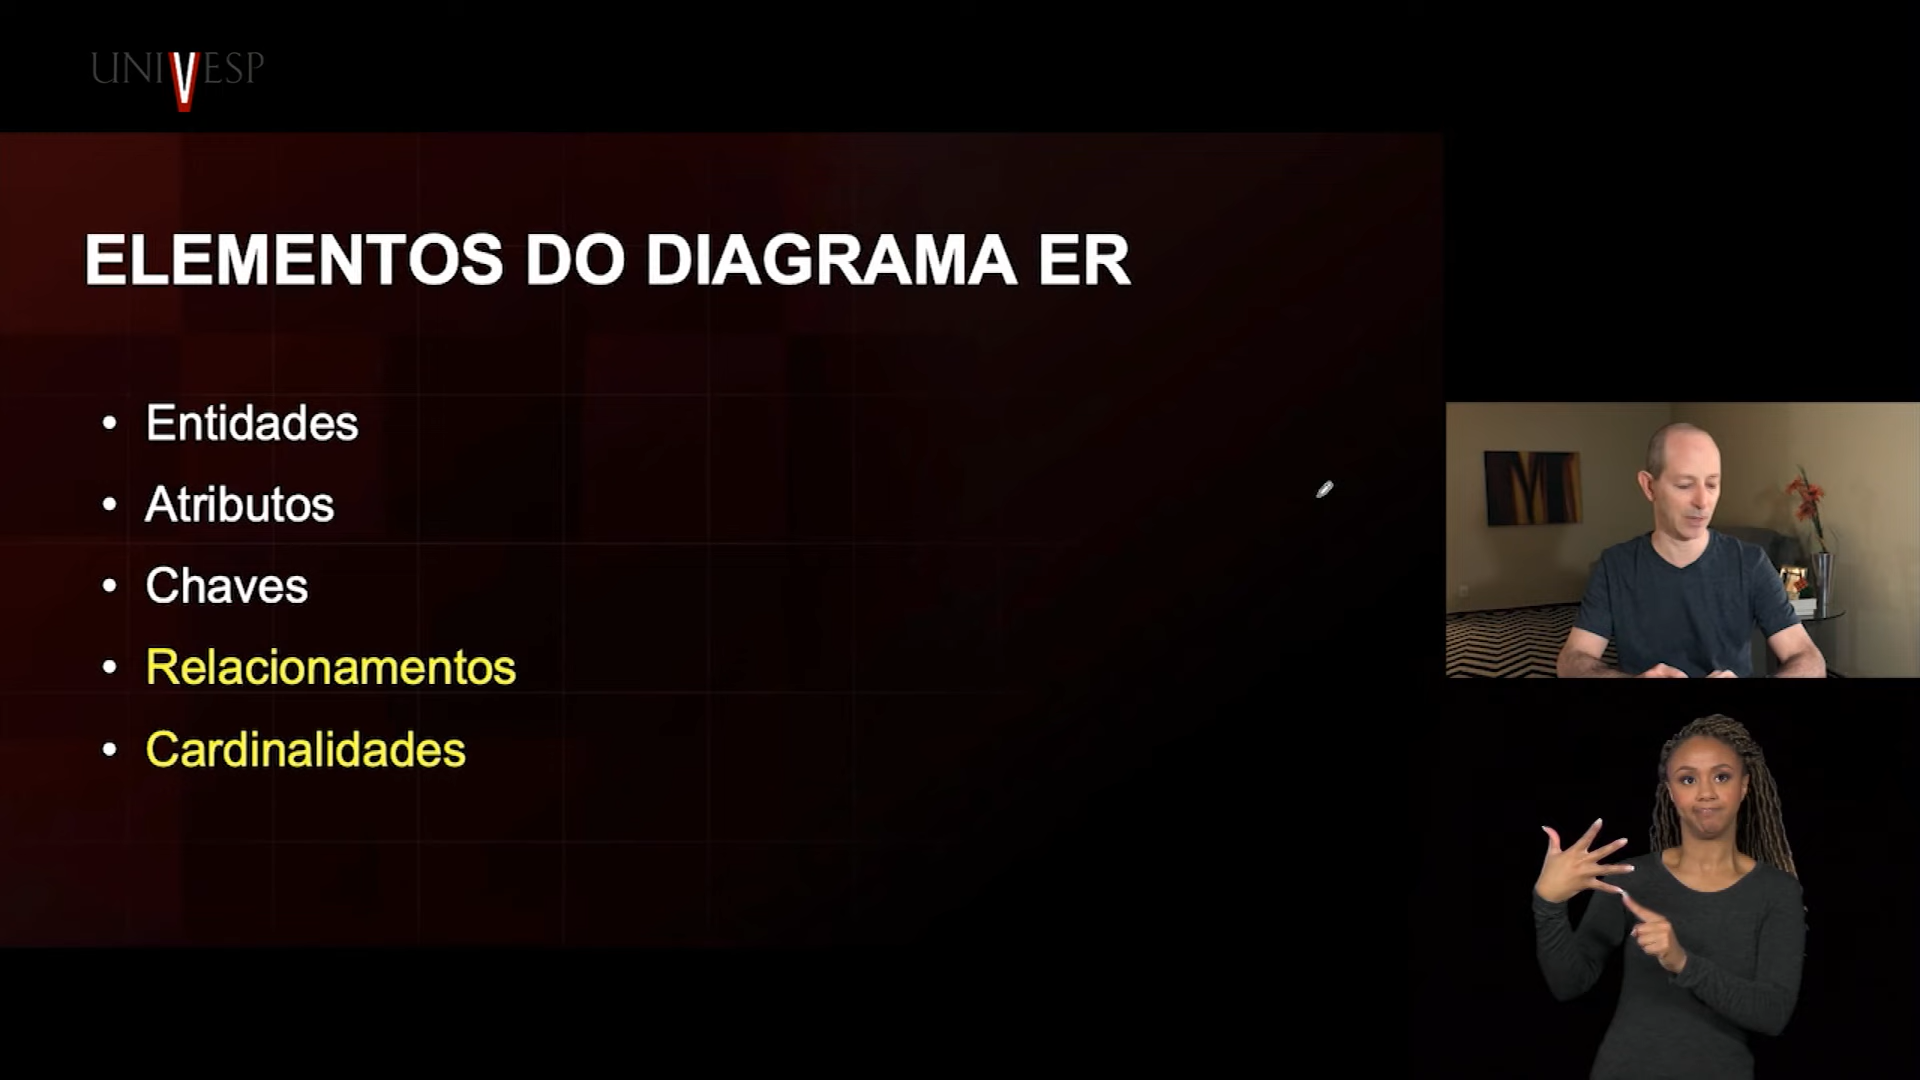 UNIVESP
ELEMENTOS DO DIAGRAMA ER
• Entidades
• Atributos
• Chaves
• Relacionamentos
• Cardinalidades